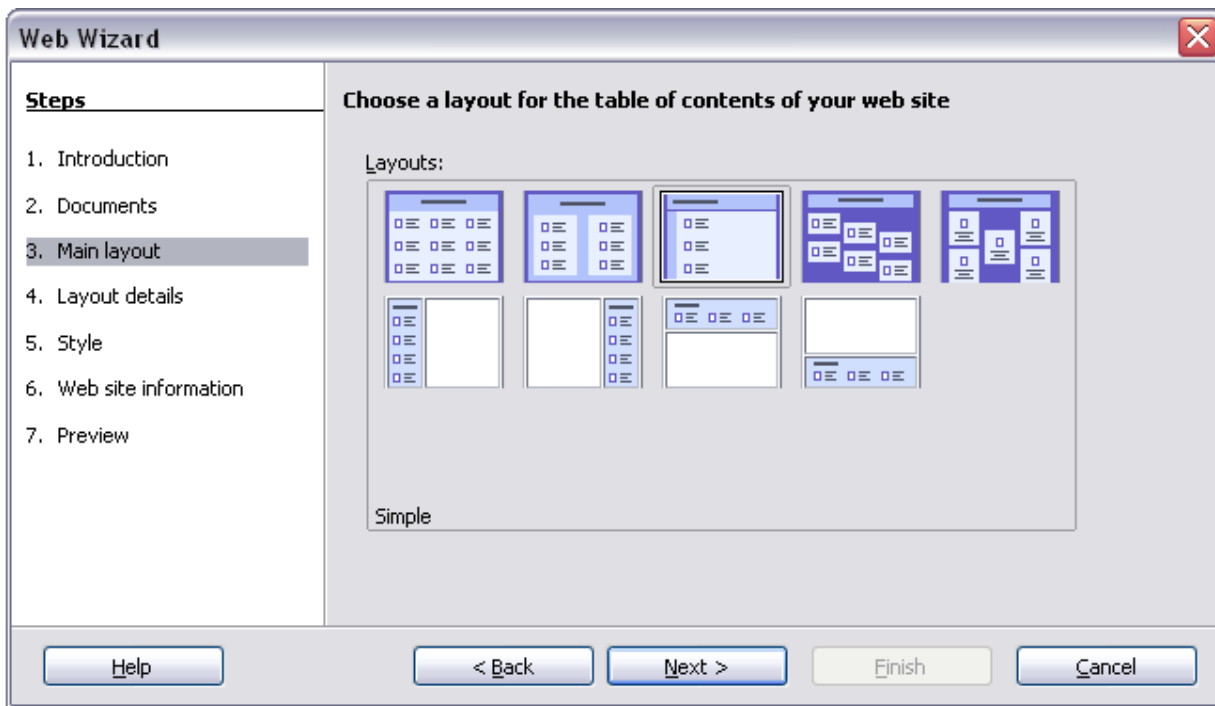 Web Wizard
Steps
1. Introduction
2. Documents
3. Main layout
4. Layout details
5. Style
6. Web site information
7. Preview
Choose a layout for the table of contents of your web site
Layouts:
Simple
Help
< Back
Next >
Finish
Cancel